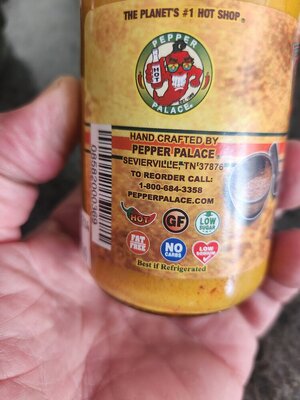 THE PLANET'S #1 HOT SHOP®
PEPPER
HOT
PALACE
HAND CRAFTED BY
PEPPER PALACE
SEVIERVILLE, TN 37876
TO REORDER CALL:
1-800-684-3358
PEPPERPALACE.COM
HOT
GF
LOW
SUGAR
FAT
FREE
NO
CARBS
LOW
SODIUM
Best if Refrigerated